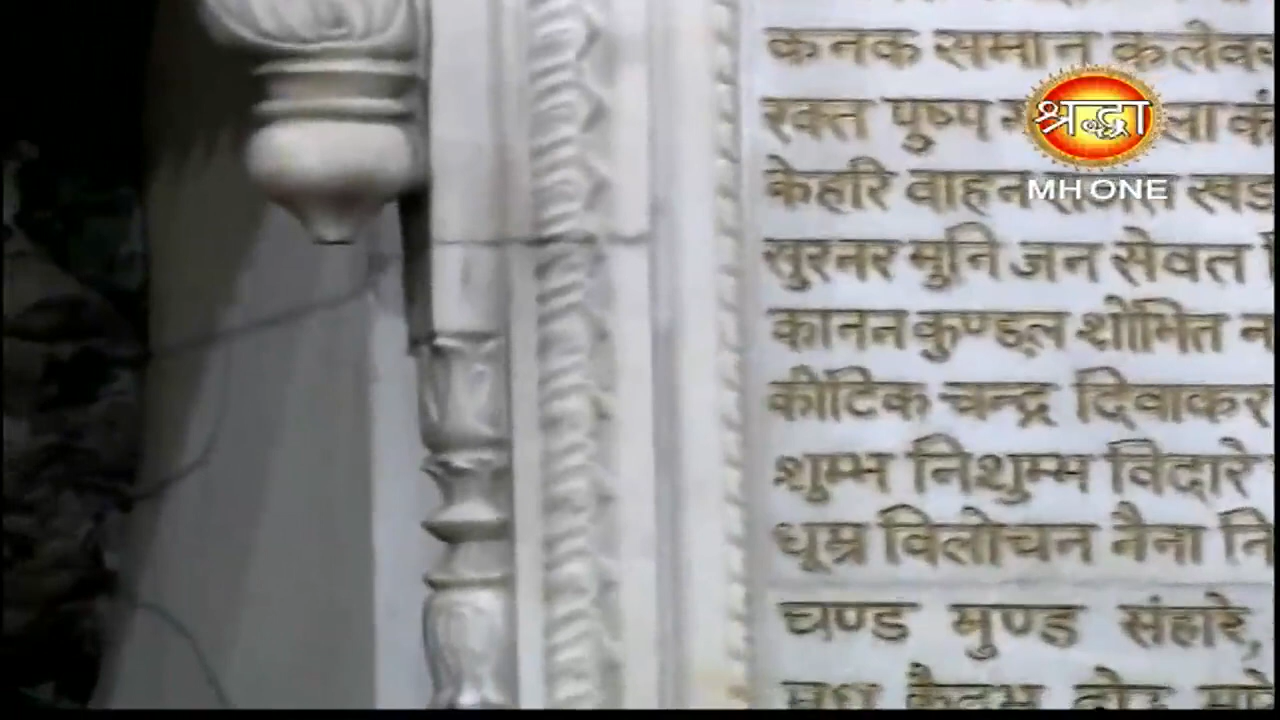 कनक समान कलेवर
रक्त पुष्प
केहरि वाहन
सुरनर मुनि जन सेवत
कानन कुण्डल शोभित
कोटिक चन्द्र दिवाकर
शुम्भ निशुम्भ विदारे
धूम्र विलोचन नैना
चण्ड मुण्ड संहारे,
श्रद्धा
MH ONE